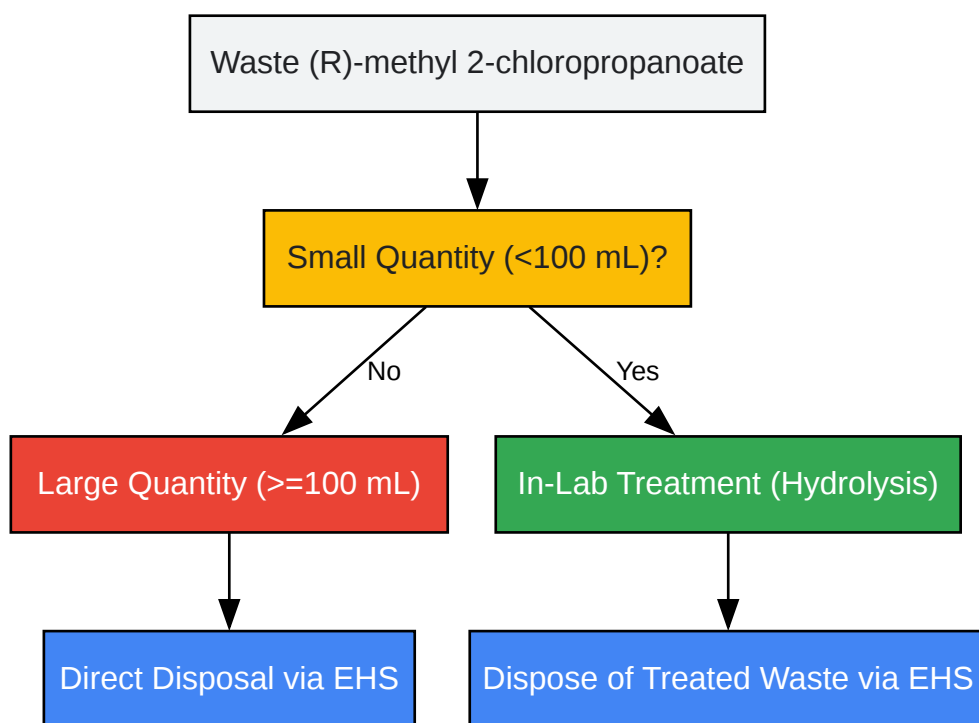 Waste (R)-methyl 2-chloropropanoate
Small Quantity (<100 mL)?
No
Yes
Large Quantity (>=100 mL)
In-Lab Treatment (Hydrolysis)
Direct Disposal via EHS
Dispose of Treated Waste via EHS